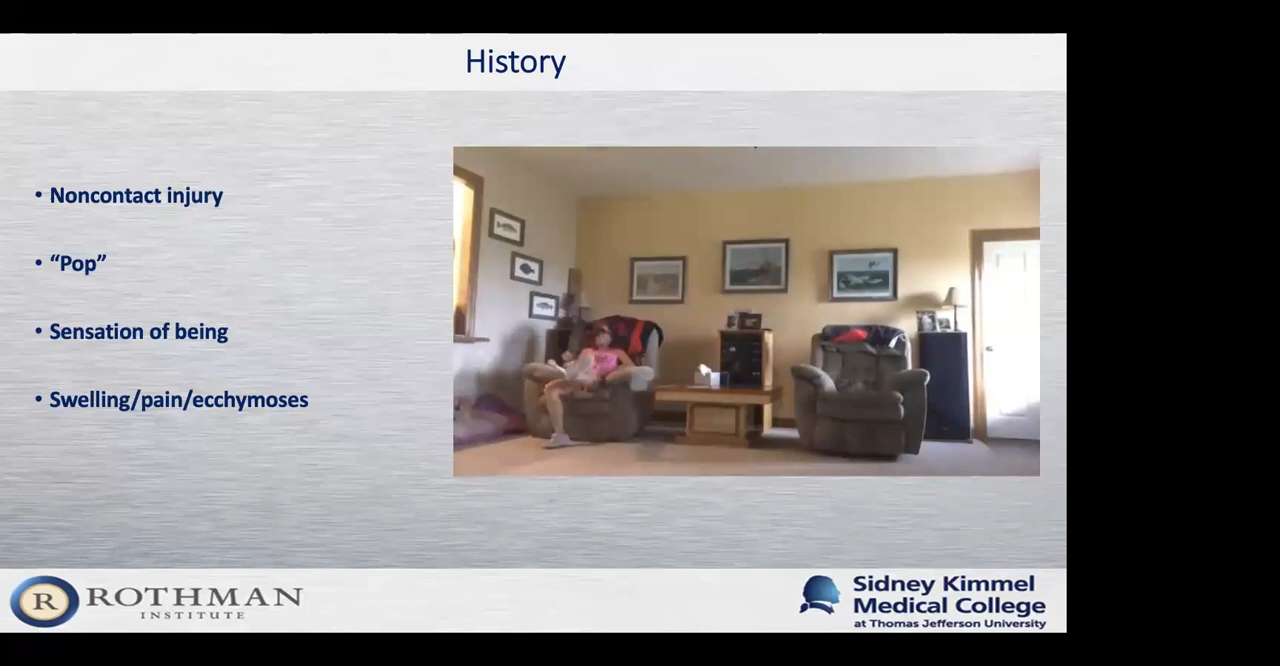 History
• Noncontact injury
• “Pop”
• Sensation of being
• Swelling/pain/ecchymoses
R ROTHMAN
INSTITUTE
Sidney Kimmel
Medical College
at Thomas Jefferson University